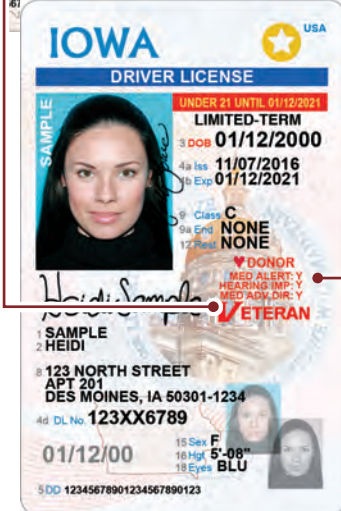 67
IOWA
USA
DRIVER LICENSE
SAMPLE
UNDER 21 UNTIL 01/12/2021
LIMITED-TERM
3 DOB 01/12/2000
4a Iss 11/07/2016
4b Exp 01/12/2021
9 Class C
9a End NONE
12 Rest NONE
DONOR
MED ALERT: Y
HEARING IMP: Y
MED ADV DIR: Y
VETERAN
Heidi Sample
1 SAMPLE
2 HEIDI
8 123 NORTH STREET
APT 201
DES MOINES, IA 50301-1234
4d DL No. 123XX6789
01/12/00
15 Sex F
16 Hgt 5'-08"
18 Eyes BLU
5 DD 12345678901234567890123